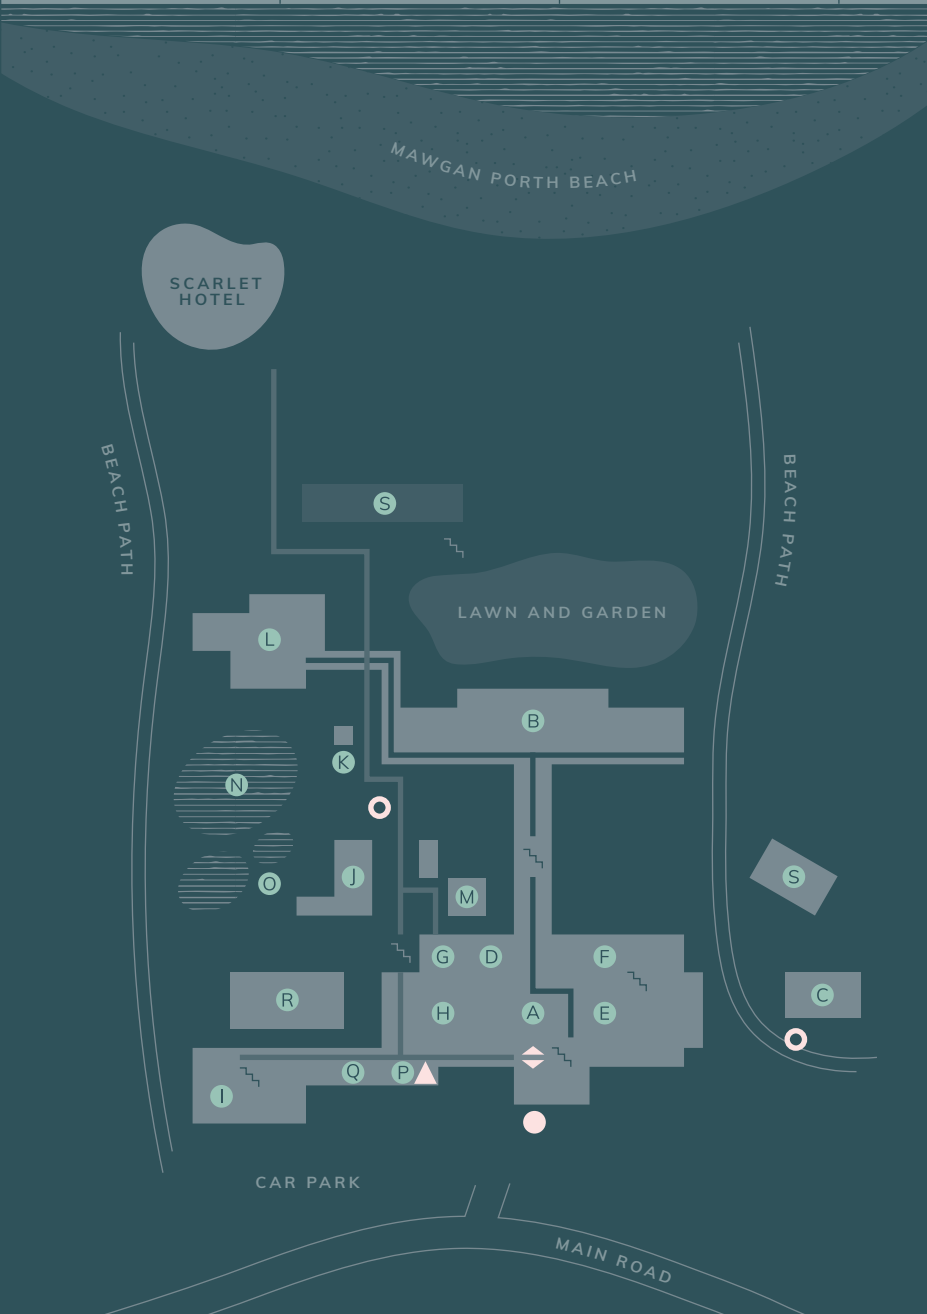 MAWGAN PORTH BEACH
SCARLET
HOTEL
BEACH PATH
BEACH PATH
S
LAWN AND GARDEN
L
B
K
N
J
S
O
M
G
D
F
R
C
H
A
E
Q
P
I
CAR PARK
MAIN ROAD